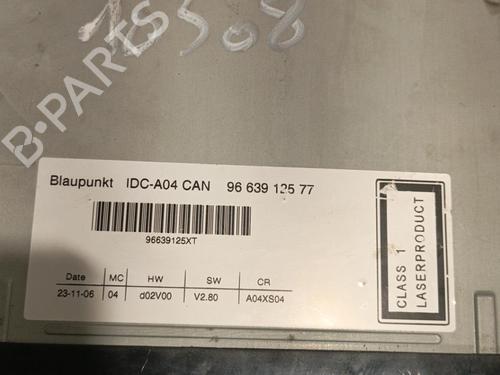 B-PARTS
Blaupunkt IDC-A04 CAN 96 639 125 77
96639125XT
Date MC HW SW CR
23-11-06 04 d02V00 V2.80 A04XS04
CLASS 1
LASERPRODUCT